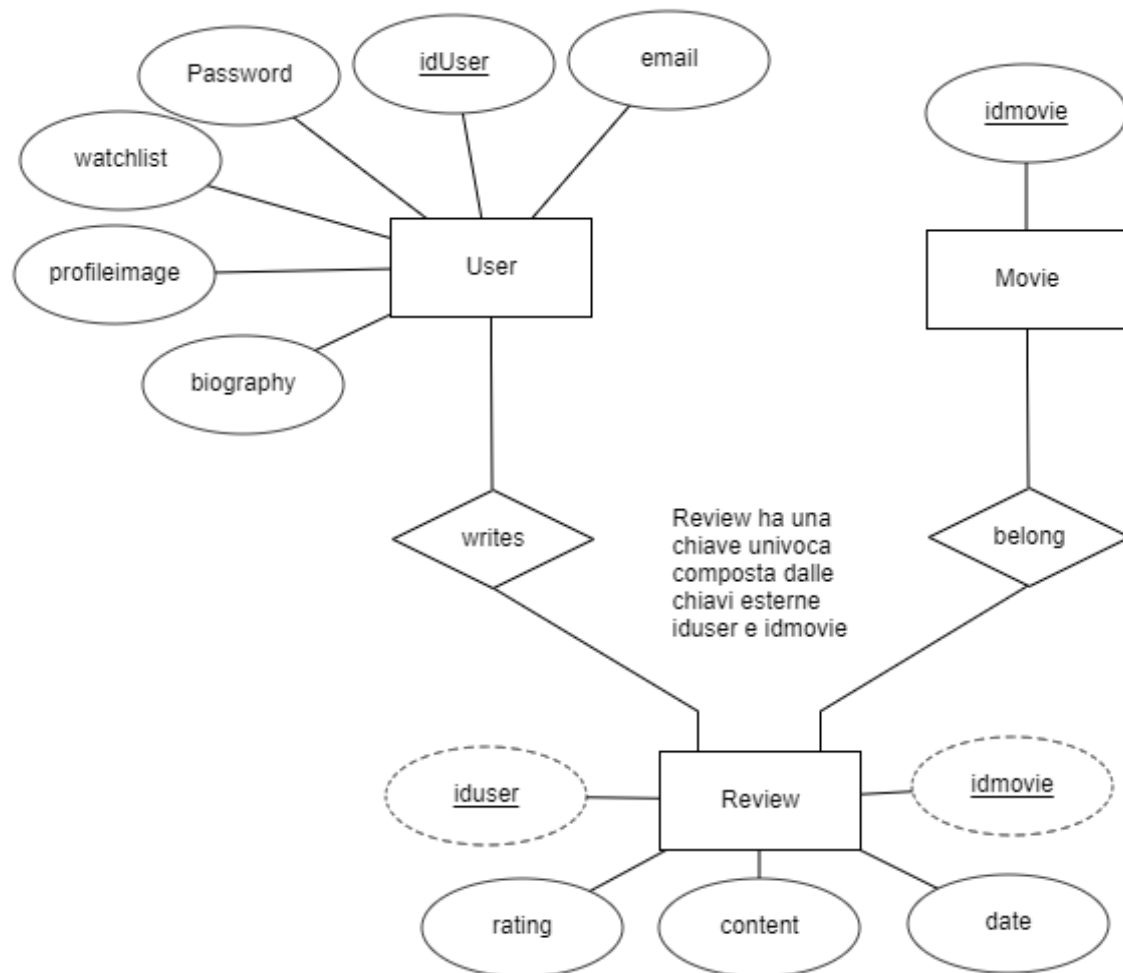 Password
idUser
email
idmovie
watchlist
profileimage
User
Movie
biography
writes
Review ha una
chiave univoca
composta dalle
chiavi esterne
iduser e idmovie
belong
iduser
Review
idmovie
rating
content
date